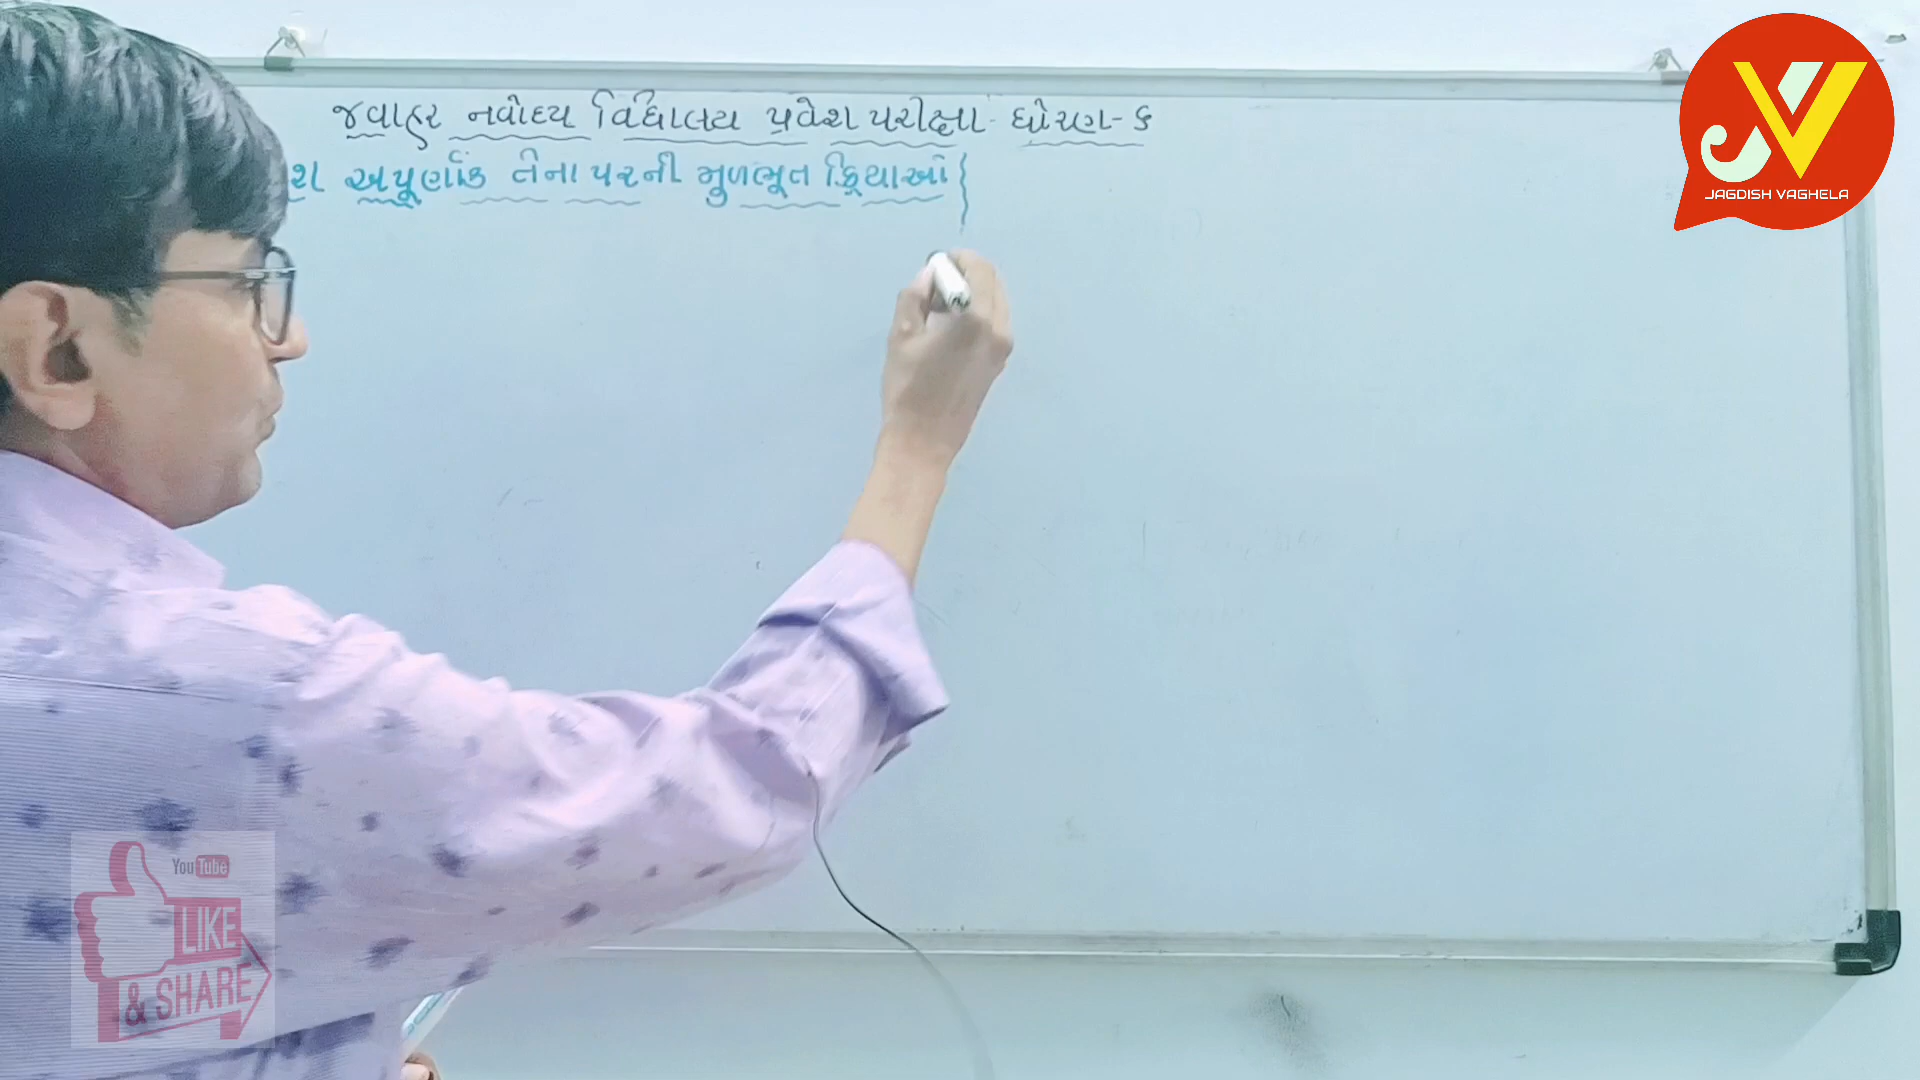 જવાહર નવોદય વિદ્યાલય પ્રવેશ પરીક્ષા - ધોરણ - ૬
શ અપૂર્ણાંક તેના પરની મુળભૂત ક્રિયાઓ
JAGDISH VAGHELA
YouTube
LIKE
& SHARE